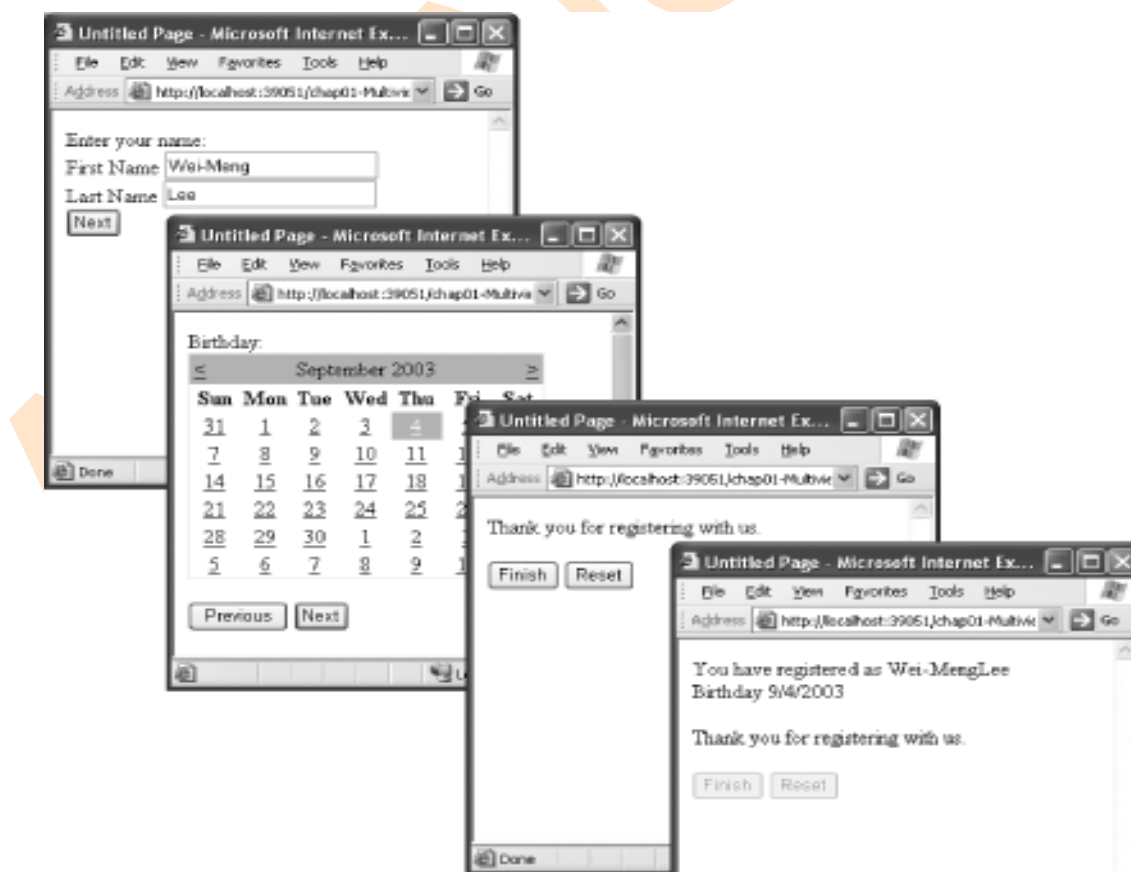 Untitled Page - Microsoft Internet Ex...
File Edit View Favorites Tools Help
Address http://localhost:39051/chap01-Multivie Go
Enter your name:
First Name Wei-Meng
Last Name Lee
Next
Done
Untitled Page - Microsoft Internet Ex...
File Edit View Favorites Tools Help
Address http://localhost:39051/chap01-Multivie Go
Birthday:
< September 2003 >
Sun Mon Tue Wed Thu Fri Sat
31 1 2 3 4
7 8 9 10 11
14 15 16 17 18
21 22 23 24 25
28 29 30 1 2
5 6 7 8 9
Previous Next
Untitled Page - Microsoft Internet Ex...
File Edit View Favorites Tools Help
Address http://localhost:39051/chap01-Multivie Go
Thank you for registering with us.
Finish Reset
Done
Untitled Page - Microsoft Internet Ex...
File Edit View Favorites Tools Help
Address http://localhost:39051/chap01-Multivie Go
You have registered as Wei-MengLee
Birthday 9/4/2003
Thank you for registering with us.
Finish Reset